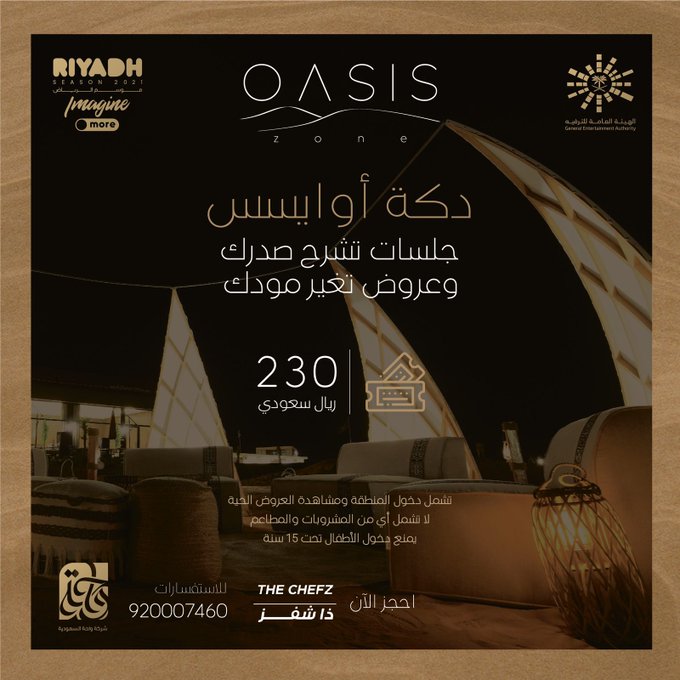 RIYADH
SEASON 2021
موسم الرياض
Imagine
more
OASIS
zone
الهيئة العامة للترفيه
General Entertainment Authority
دكة أوايسس
جلسات تشرح صدرك
وعروض تغير مودك
230
ريال سعودي
تشمل دخول المنطقة ومشاهدة العروض الحية
لا تشمل أي من المشروبات والمطاعم
يمنع دخول الأطفال تحت 15 سنة
احجز الآن
THE CHEFZ
ذا شفز
للاستفسارات
920007460
شركة واحة السعودية